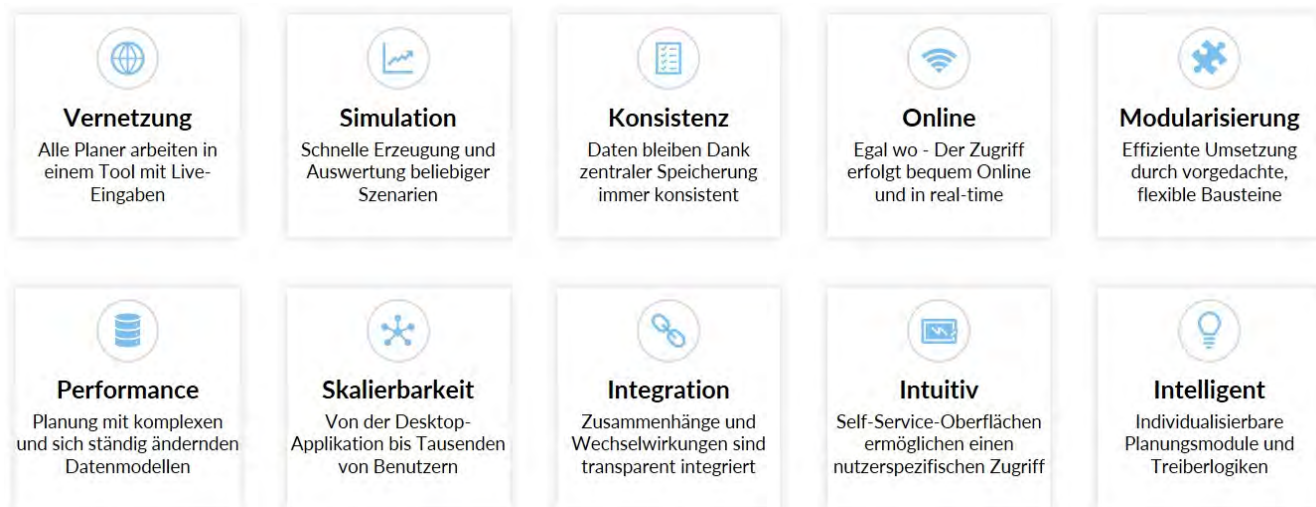 Vernetzung
Alle Planer arbeiten in
einem Tool mit Live-
Eingaben
Simulation
Schnelle Erzeugung und
Auswertung beliebiger
Szenarien
Konsistenz
Daten bleiben Dank
zentraler Speicherung
immer konsistent
Online
Egal wo - Der Zugriff
erfolgt bequem Online
und in real-time
Modularisierung
Effiziente Umsetzung
durch vorgedachte,
flexible Bausteine
Performance
Planung mit komplexen
und sich ständig ändernden
Datenmodellen
Skalierbarkeit
Von der Desktop-
Applikation bis Tausenden
von Benutzern
Integration
Zusammenhänge und
Wechselwirkungen sind
transparent integriert
Intuitiv
Self-Service-Oberflächen
ermöglichen einen
nutzerspezifischen Zugriff
Intelligent
Individualisierbare
Planungsmodule und
Treiberlogiken